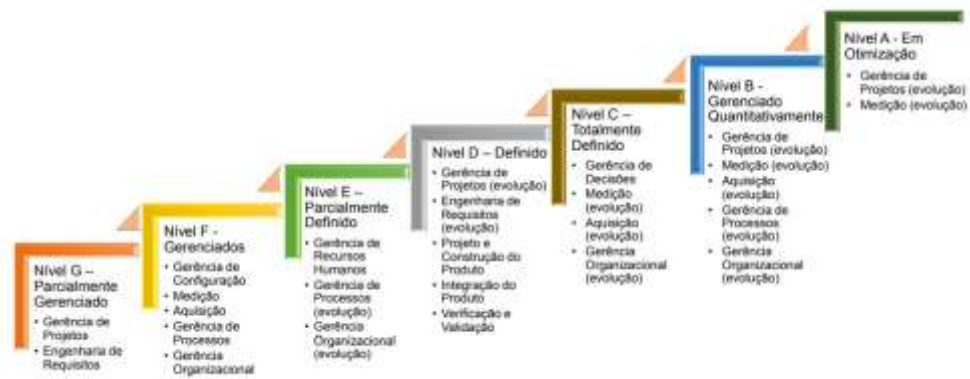 Nível G –
Parcialmente
Gerenciado
• Gerência de
Projetos
• Engenharia de
Requisitos
Nível F -
Gerenciados
• Gerência de
Configuração
• Medição
• Aquisição
• Gerência de
Processos
• Gerência
Organizacional
Nível E –
Parcialmente
Definido
• Gerência de
Recursos
Humanos
• Gerência de
Processos
(evolução)
• Gerência
Organizacional
(evolução)
Nível D – Definido
• Gerência de
Projetos (evolução)
• Engenharia de
Requisitos
(evolução)
• Projeto e
Construção do
Produto
• Integração do
Produto
• Verificação e
Validação
Nível C –
Totalmente
Definido
• Gerência de
Decisões
• Medição
(evolução)
• Aquisição
(evolução)
• Gerência
Organizacional
(evolução)
Nível B -
Gerenciado
Quantitativamente
• Gerência de
Projetos (evolução)
• Medição (evolução)
• Aquisição
(evolução)
• Gerência de
Processos
(evolução)
• Gerência
Organizacional
(evolução)
Nível A - Em
Otimização
• Gerência de
Projetos (evolução)
• Medição (evolução)